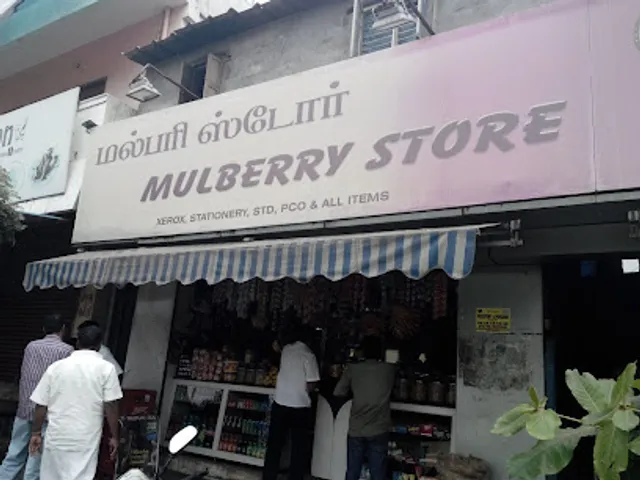 மல்பரி ஸ்டோர்
MULBERRY STORE
XEROX, STATIONERY, STD, PCO & ALL ITEMS